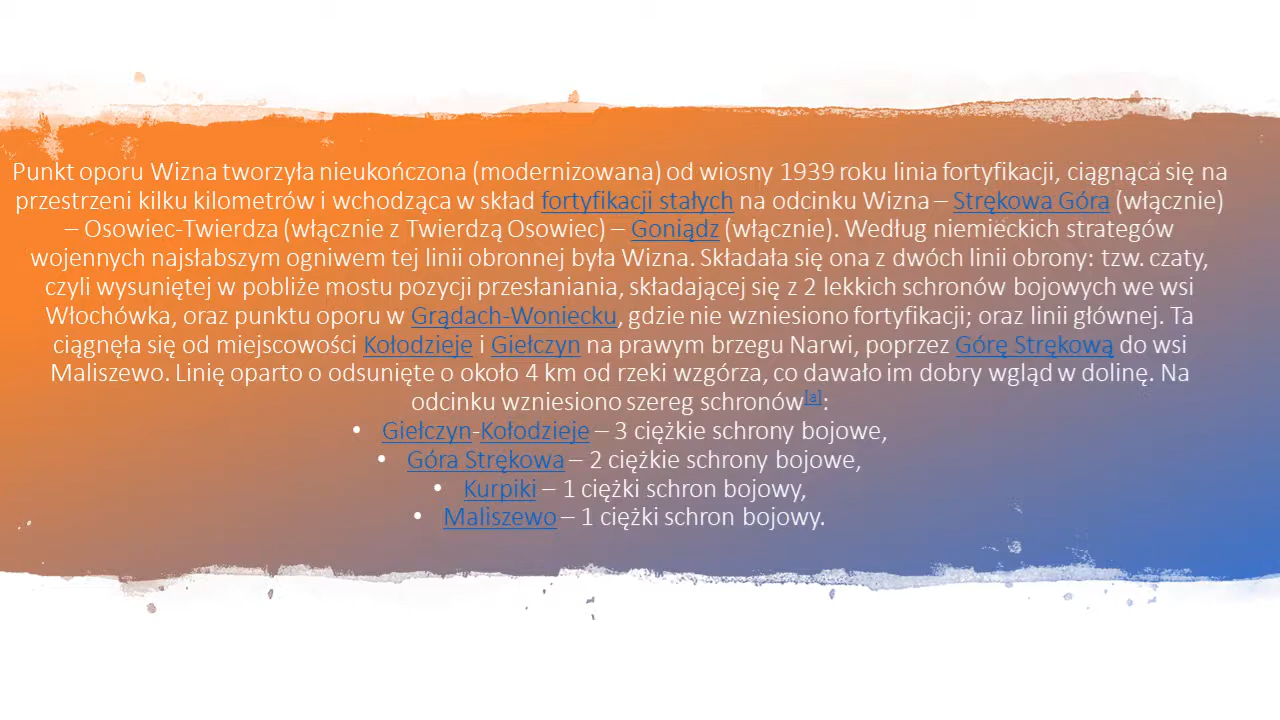 Punkt oporu Wizna tworzyła nieukończona (modernizowana) od wiosny 1939 roku linia fortyfikacji, ciągnąca się na
przestrzeni kilku kilometrów i wchodząca w skład fortyfikacji stałych na odcinku Wizna – Strękowa Góra (włącznie)
– Osowiec-Twierdza (włącznie z Twierdzą Osowiec) – Goniądz (włącznie). Według niemieckich strategów
wojennych najsłabszym ogniwem tej linii obronnej była Wizna. Składała się ona z dwóch linii obrony: tzw. czaty,
czyli wysuniętej w pobliże mostu pozycji przesłaniania, składającej się z 2 lekkich schronów bojowych we wsi
Włochówka, oraz punktu oporu w Grądach-Woniecku, gdzie nie wzniesiono fortyfikacji; oraz linii głównej. Ta
ciągnęła się od miejscowości Kołodzieje i Giełczyn na prawym brzegu Narwi, poprzez Górę Strękową do wsi
Maliszewo. Linię oparto o odsunięte o około 4 km od rzeki wzgórza, co dawało im dobry wgląd w dolinę. Na
odcinku wzniesiono szereg schronów[a]:
• Giełczyn-Kołodzieje – 3 ciężkie schrony bojowe,
• Góra Strękowa – 2 ciężkie schrony bojowe,
• Kurpiki – 1 ciężki schron bojowy,
• Maliszewo – 1 ciężki schron bojowy.